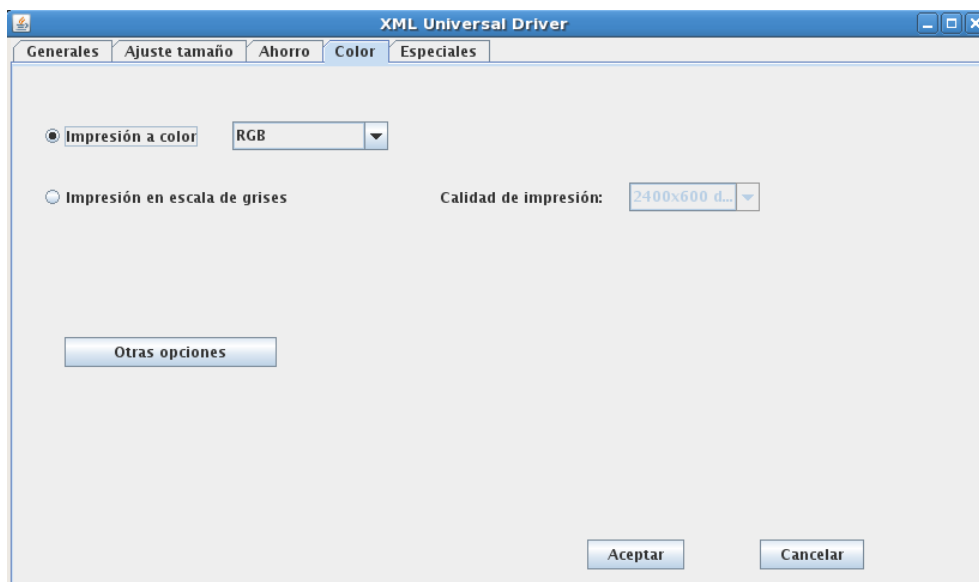 XML Universal Driver
Generales Ajuste tamaño Ahorro Color Especiales
Impresión a color RGB
Impresión en escala de grises Calidad de impresión: 2400x600 d...
Otras opciones
Aceptar Cancelar